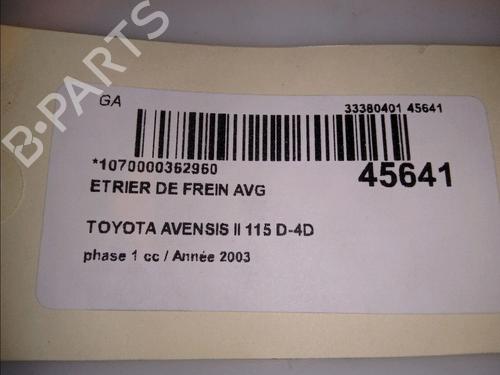 B-PARTS
GA
33380401 45641
*1070000362960
45641
ETRIER DE FREIN AVG
TOYOTA AVENSIS II 115 D-4D
phase 1 cc / Année 2003